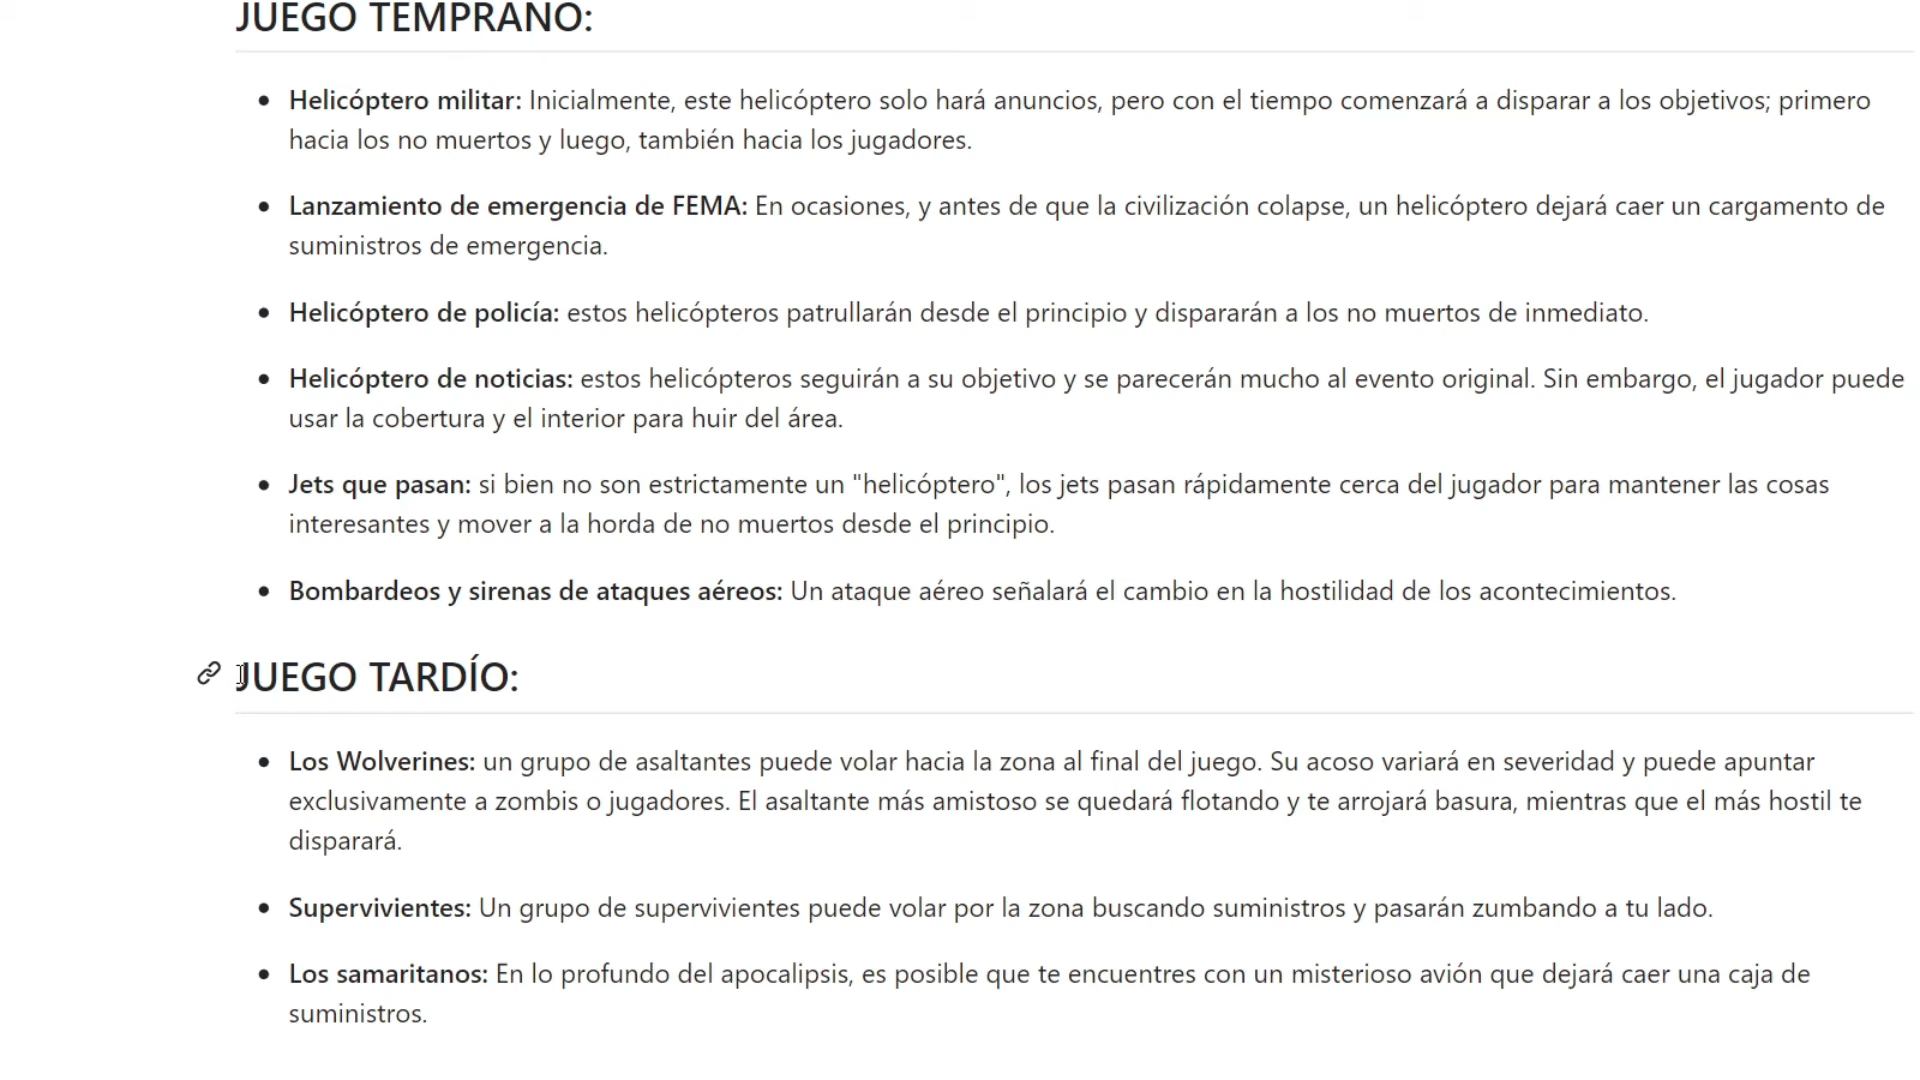 JUEGO TEMPRANO:
Helicóptero militar: Inicialmente, este helicóptero solo hará anuncios, pero con el tiempo comenzará a disparar a los objetivos; primero
hacia los no muertos y luego, también hacia los jugadores.
Lanzamiento de emergencia de FEMA: En ocasiones, y antes de que la civilización colapse, un helicóptero dejará caer un cargamento de
suministros de emergencia.
Helicóptero de policía: estos helicópteros patrullarán desde el principio y dispararán a los no muertos de inmediato.
Helicóptero de noticias: estos helicópteros seguirán a su objetivo y se parecerán mucho al evento original. Sin embargo, el jugador puede
usar la cobertura y el interior para huir del área.
Jets que pasan: si bien no son estrictamente un "helicóptero", los jets pasan rápidamente cerca del jugador para mantener las cosas
interesantes y mover a la horda de no muertos desde el principio.
Bombardeos y sirenas de ataques aéreos: Un ataque aéreo señalará el cambio en la hostilidad de los acontecimientos.
JUEGO TARDÍO:
Los Wolverines: un grupo de asaltantes puede volar hacia la zona al final del juego. Su acoso variará en severidad y puede apuntar
exclusivamente a zombis o jugadores. El asaltante más amistoso se quedará flotando y te arrojará basura, mientras que el más hostil te
disparará.
Supervivientes: Un grupo de supervivientes puede volar por la zona buscando suministros y pasarán zumbando a tu lado.
Los samaritanos: En lo profundo del apocalipsis, es posible que te encuentres con un misterioso avión que dejará caer una caja de
suministros.